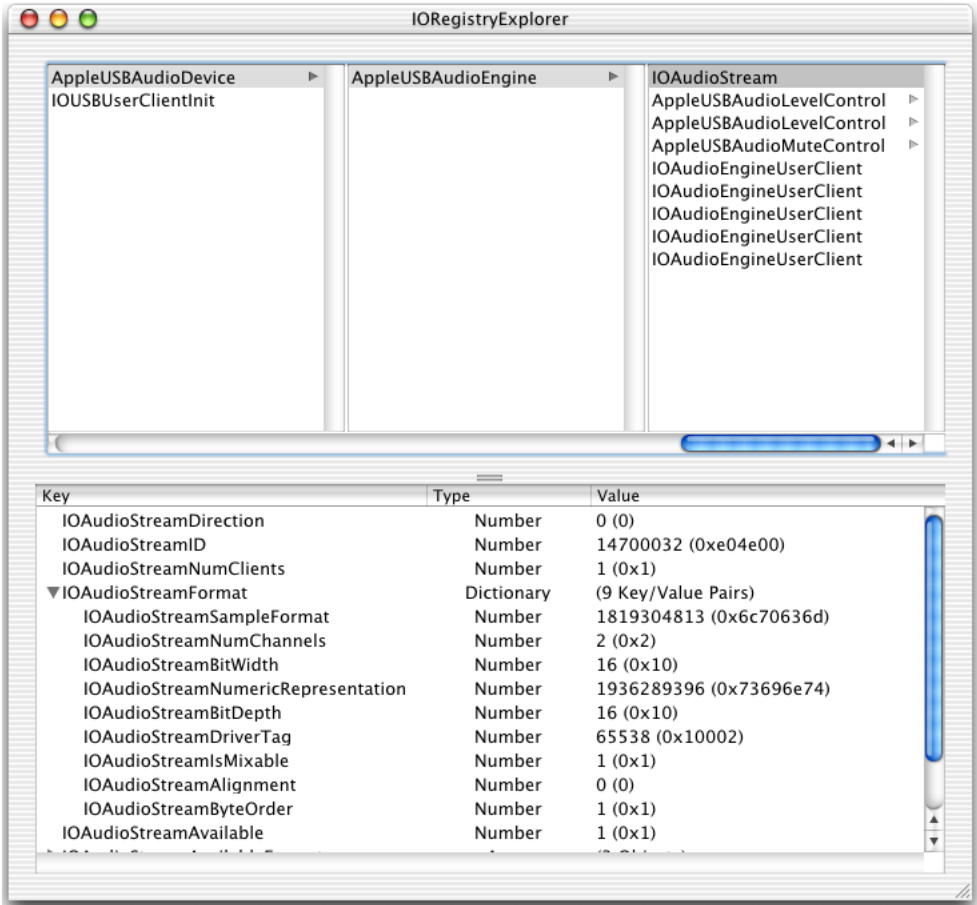 IORegistryExplorer
AppleUSBAudioDevice
IOUSBUserClientInit
AppleUSBAudioEngine
IOAudioStream
AppleUSBAudioLevelControl
AppleUSBAudioLevelControl
AppleUSBAudioMuteControl
IOAudioEngineUserClient
IOAudioEngineUserClient
IOAudioEngineUserClient
IOAudioEngineUserClient
IOAudioEngineUserClient
Key Type Value
IOAudioStreamDirection Number 0 (0)
IOAudioStreamID Number 14700032 (0xe04e00)
IOAudioStreamNumClients Number 1 (0x1)
IOAudioStreamFormat Dictionary (9 Key/Value Pairs)
IOAudioStreamSampleFormat Number 1819304813 (0x6c70636d)
IOAudioStreamNumChannels Number 2 (0x2)
IOAudioStreamBitWidth Number 16 (0x10)
IOAudioStreamNumericRepresentation Number 1936289396 (0x73696e74)
IOAudioStreamBitDepth Number 16 (0x10)
IOAudioStreamDriverTag Number 65538 (0x10002)
IOAudioStreamIsMixable Number 1 (0x1)
IOAudioStreamAlignment Number 0 (0)
IOAudioStreamByteOrder Number 1 (0x1)
IOAudioStreamAvailable Number 1 (0x1)